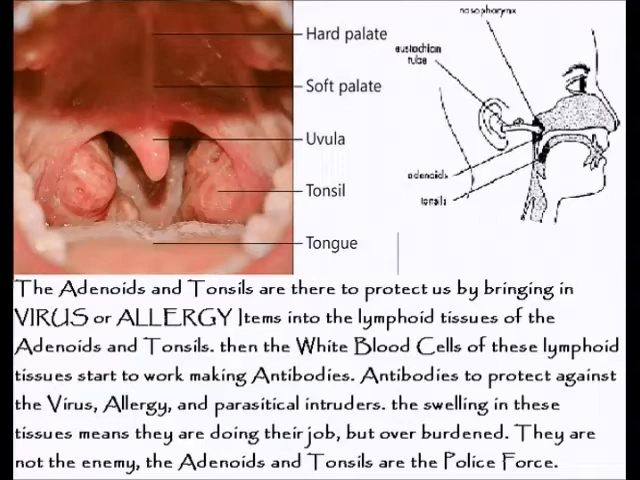 Hard palate
Soft palate
Uvula
Tonsil
Tongue
nasopharynx
eustachian
tube
adenoids
tonsils
The Adenoids and Tonsils are there to protect us by bringing in
VIRUS or ALLERGY Items into the lymphoid tissues of the
Adenoids and Tonsils. then the White Blood Cells of these lymphoid
tissues start to work making Antibodies. Antibodies to protect against
the Virus, Allergy, and parasitical intruders. the swelling in these
tissues means they are doing their job, but over burdened. They are
not the enemy, the Adenoids and Tonsils are the Police Force.